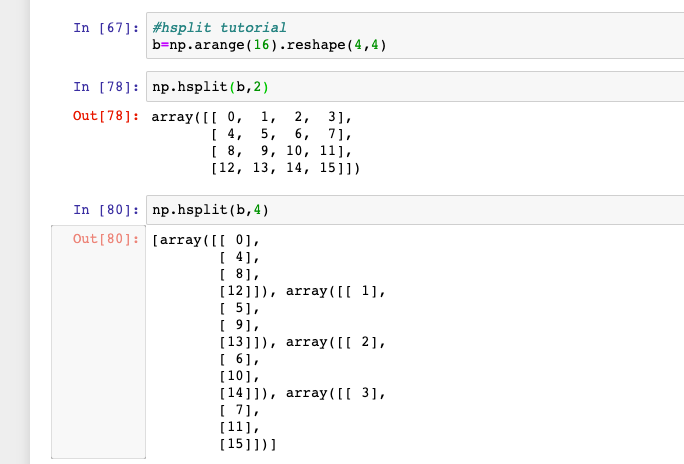 In [67]: #hsplit tutorial
b=np.arange(16).reshape(4,4)
In [78]: np.hsplit(b,2)
Out[78]: array([[ 0,  1,  2,  3],
       [ 4,  5,  6,  7],
       [ 8,  9, 10, 11],
       [12, 13, 14, 15]])
In [80]: np.hsplit(b,4)
Out[80]: [array([[ 0],
        [ 4],
        [ 8],
        [12]]), array([[ 1],
        [ 5],
        [ 9],
        [13]]), array([[ 2],
        [ 6],
        [10],
        [14]]), array([[ 3],
        [ 7],
        [11],
        [15]])]